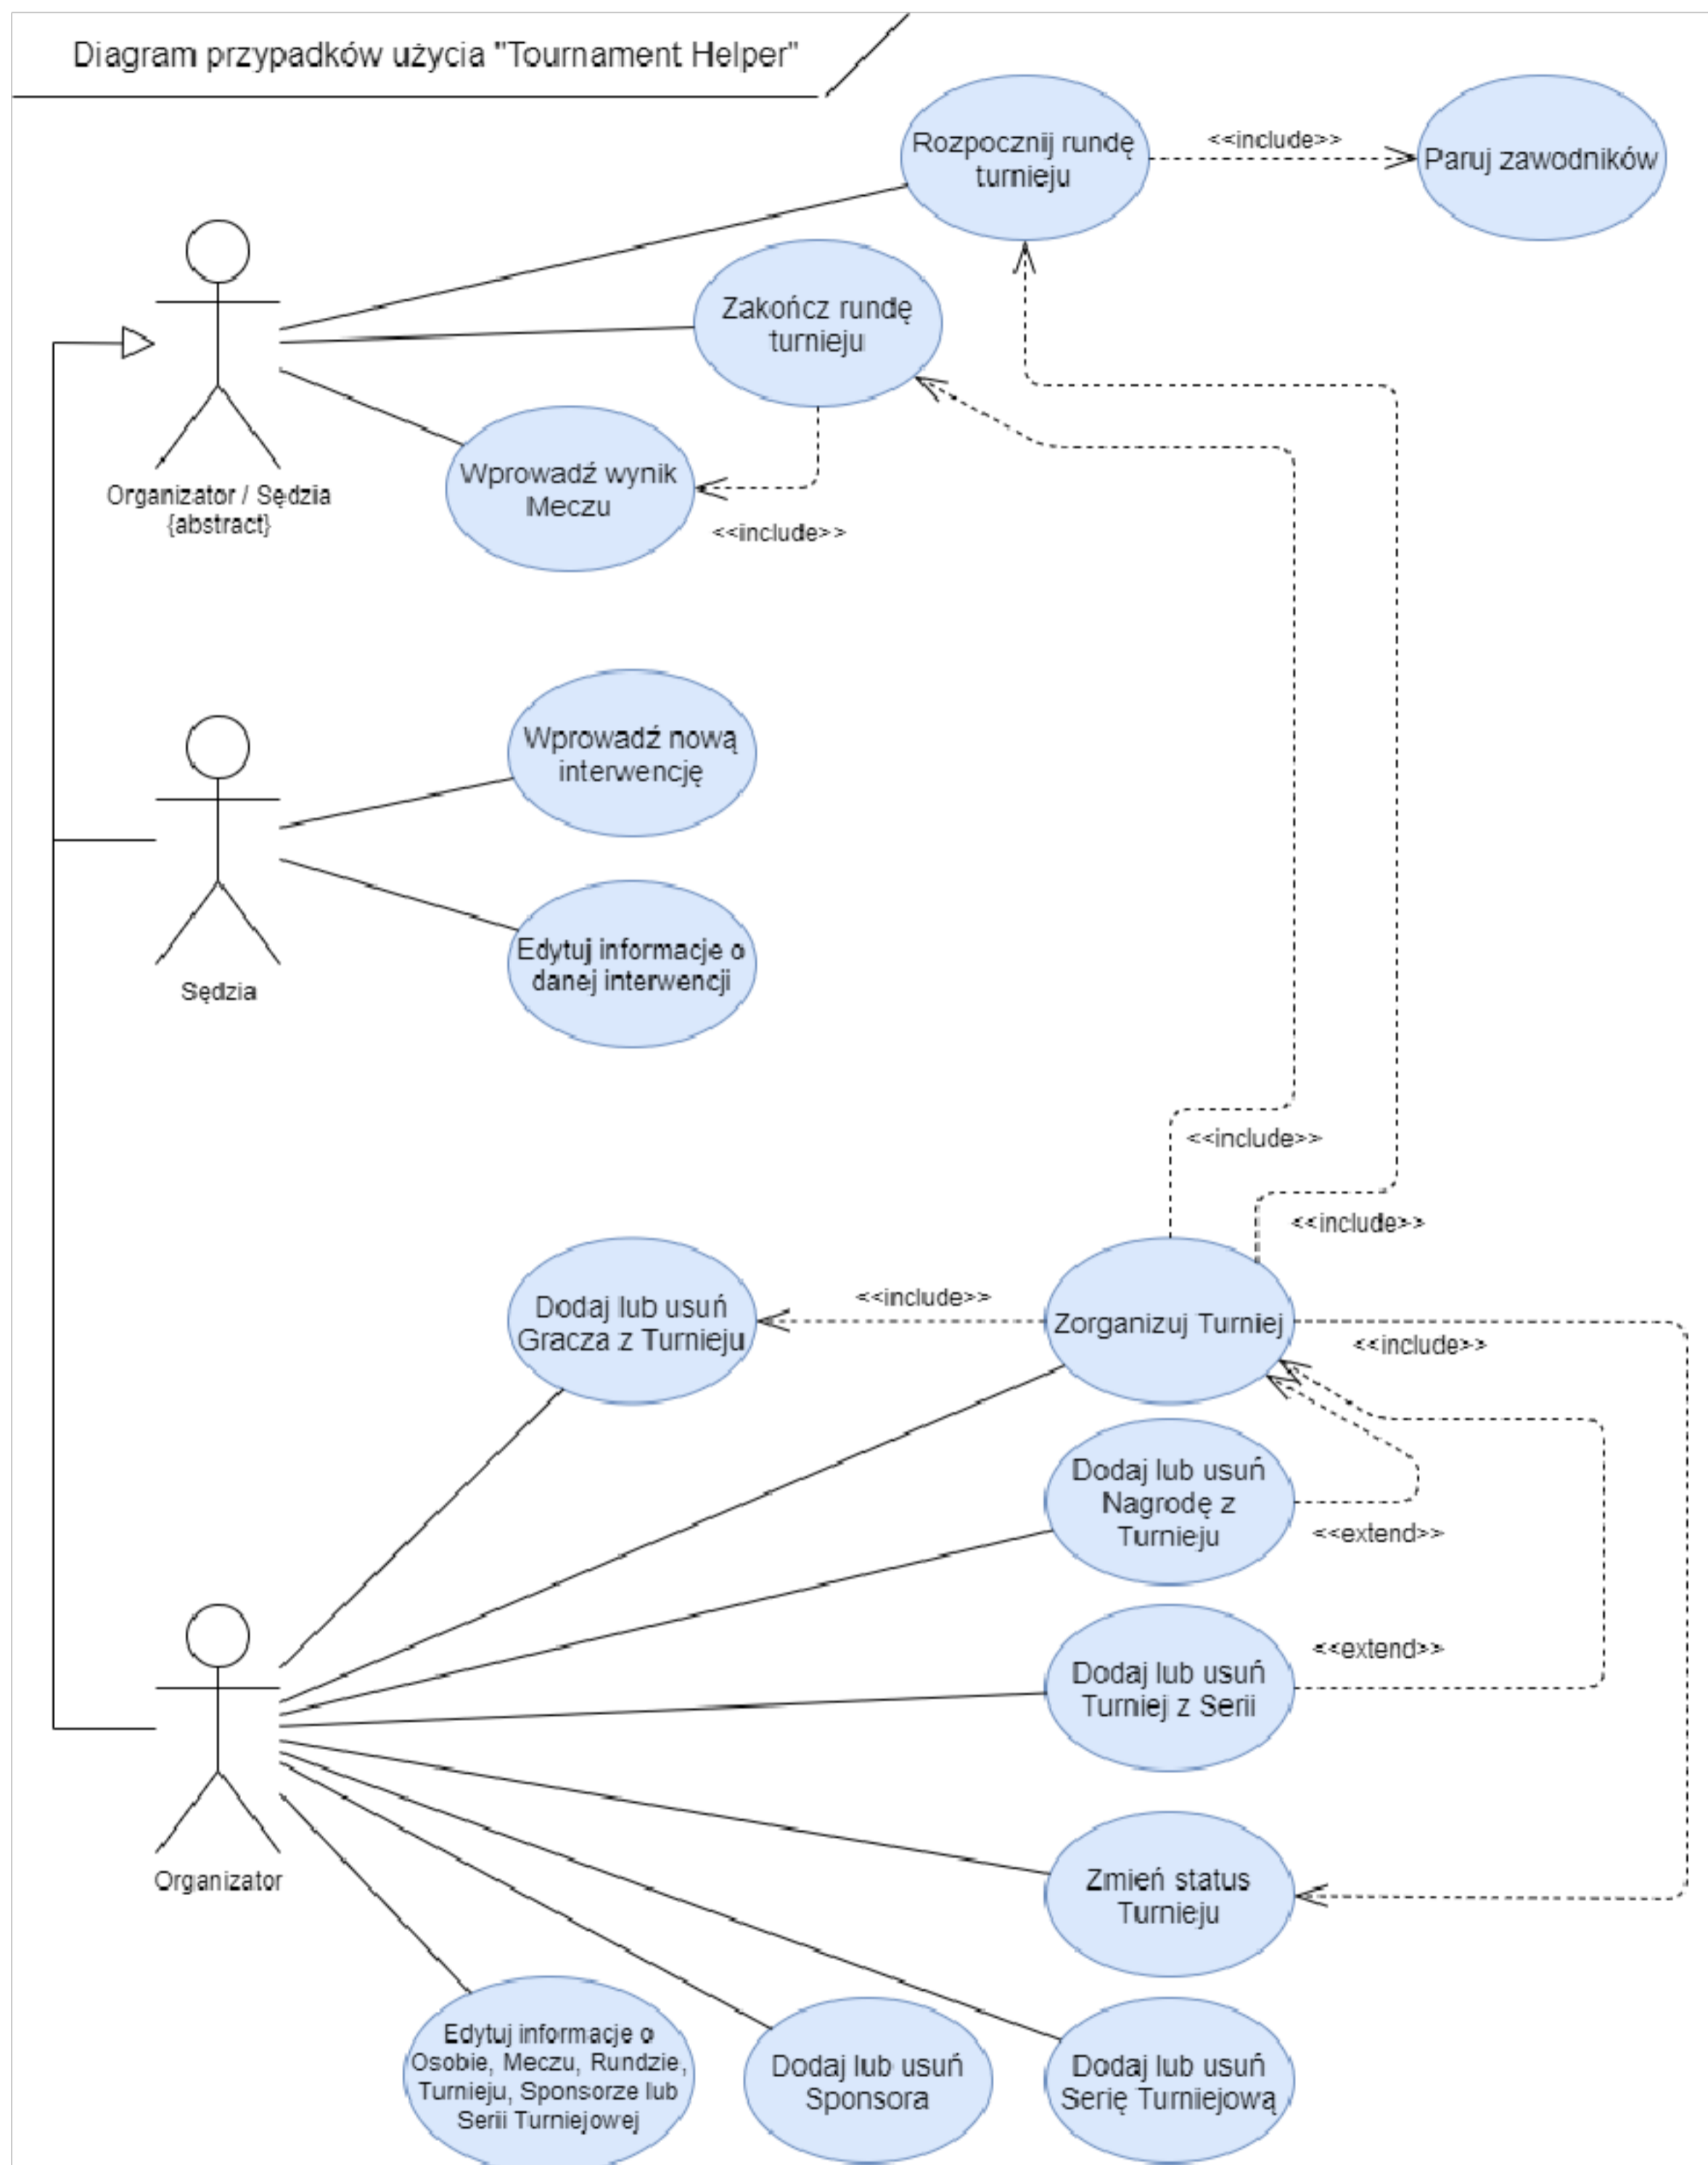 Diagram przypadków użycia "Tournament Helper"
Rozpocznij rundę
turnieju
<<include>>
Paruj zawodników
Zakończ rundę
turnieju
Wprowadź wynik
Meczu
<<include>>
Organizator / Sędzia
{abstract}
Wprowadź nową
interwencję
Edytuj informacje o
danej interwencji
Sędzia
<<include>>
<<include>>
Dodaj lub usuń
Gracza z Turnieju
<<include>>
Zorganizuj Turniej
<<include>>
Dodaj lub usuń
Nagrodę z
Turnieju
<<extend>>
Dodaj lub usuń
Turniej z Serii
<<extend>>
Organizator
Zmień status
Turnieju
Edytuj informacje o
Osobie, Meczu, Rundzie,
Turnieju, Sponsorze lub
Serii Turniejowej
Dodaj lub usuń
Sponsora
Dodaj lub usuń
Serię Turniejową